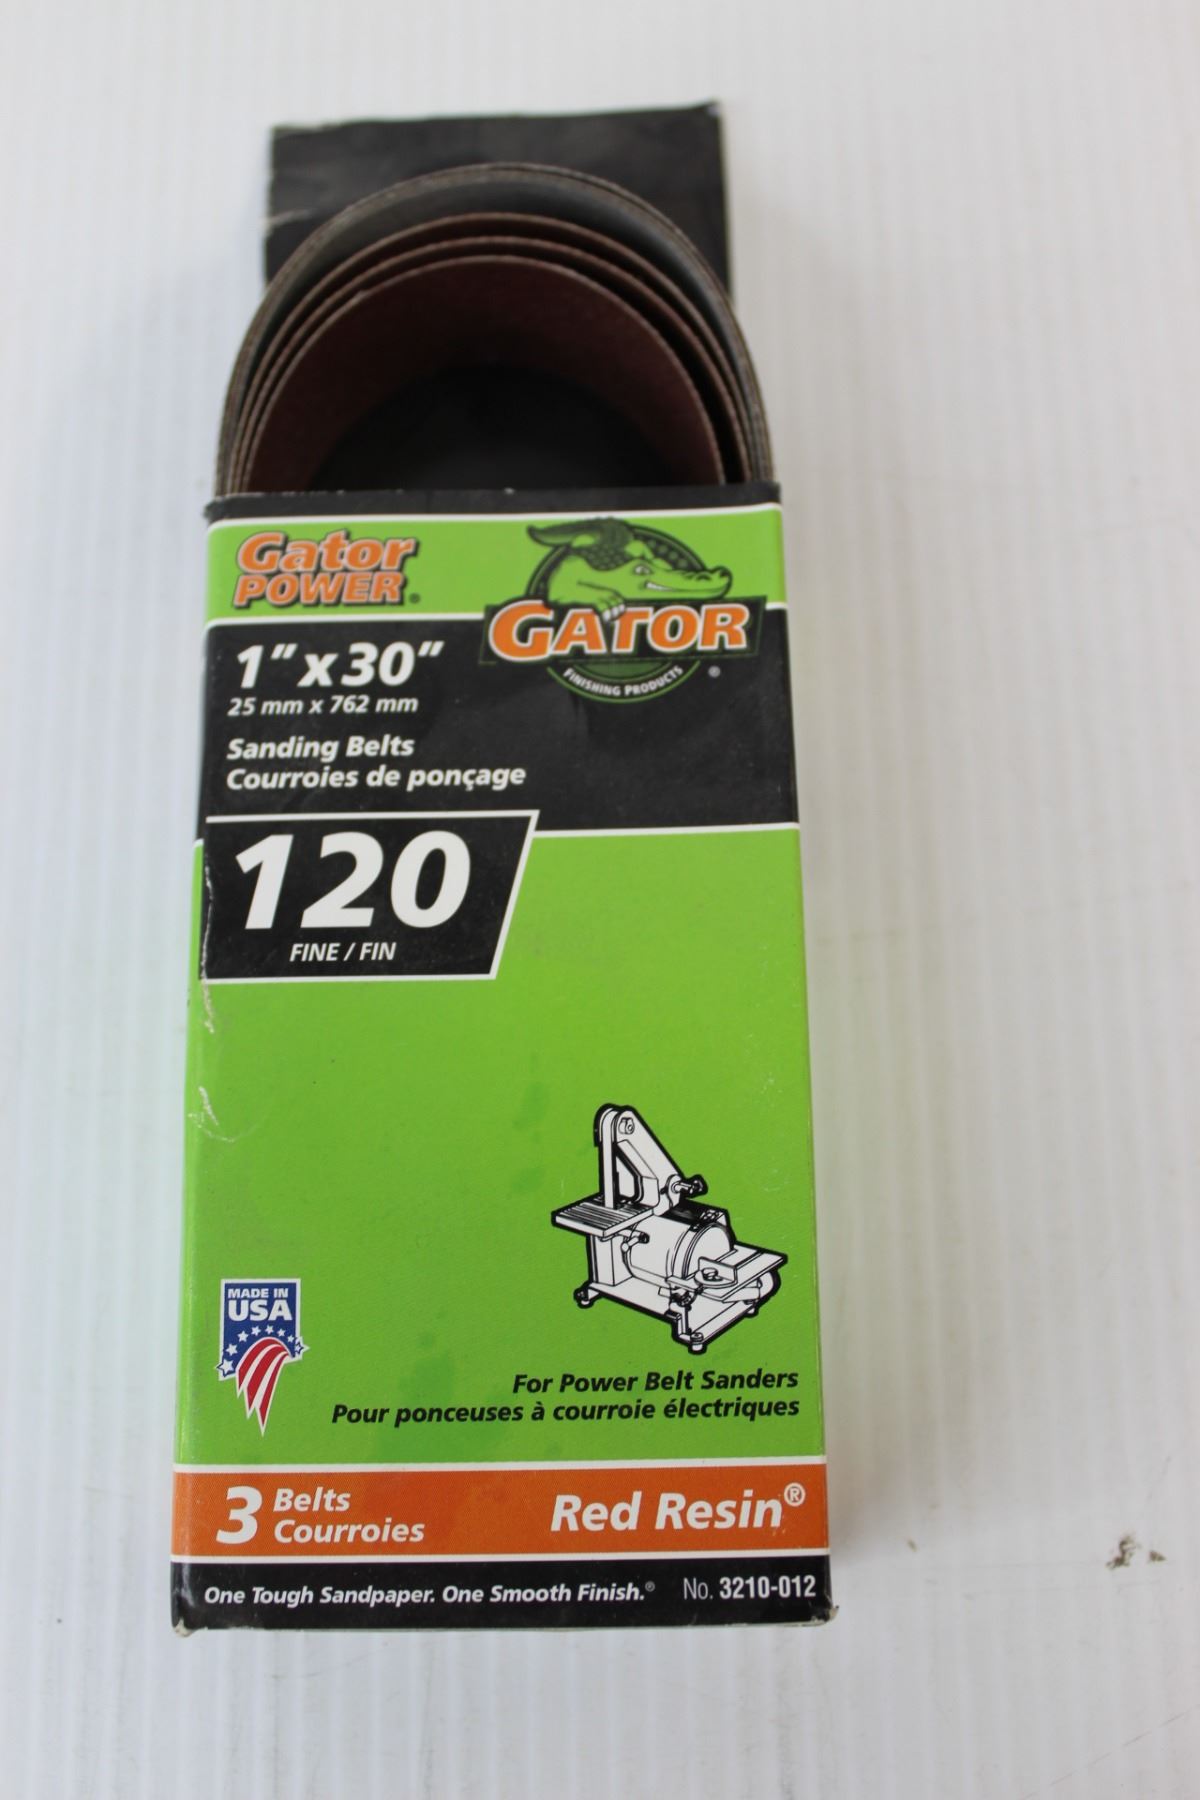 Gator
POWER®
GATOR
FINISHING PRODUCTS ®
1" x 30"
25 mm x 762 mm
Sanding Belts
Courroies de ponçage
120
FINE / FIN
MADE IN
USA
For Power Belt Sanders
Pour ponceuses à courroie électriques
3 Belts
Courroies
Red Resin®
One Tough Sandpaper. One Smooth Finish.® No. 3210-012